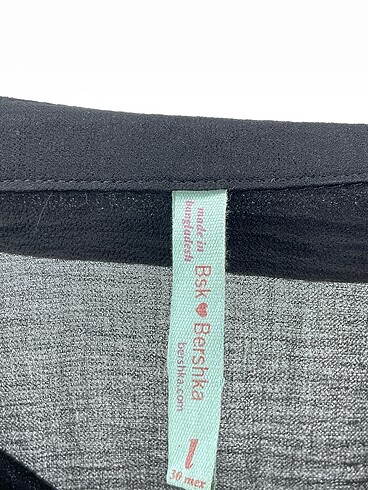 made in
bangladesh
Bsk ♥ Bershka
bershka.com
L
30 mex